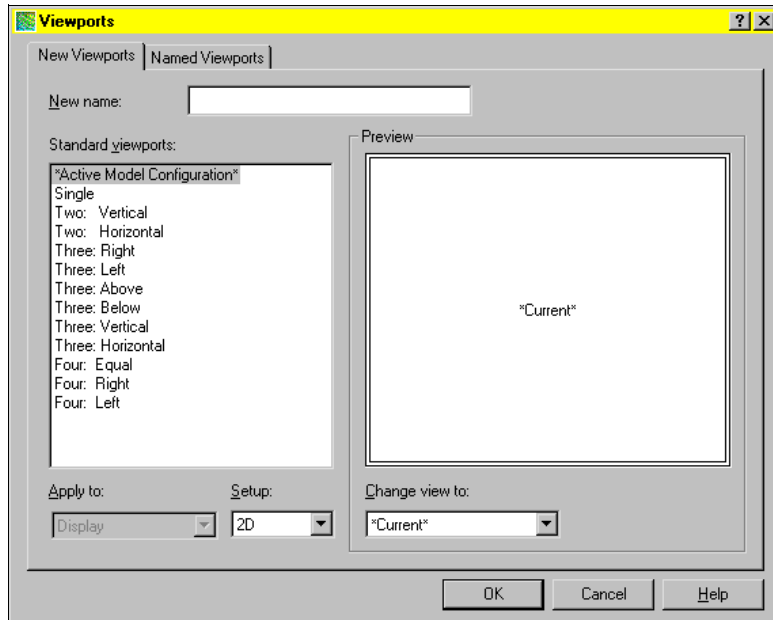 Viewports
New Viewports
Named Viewports
New name:
Standard viewports:
*Active Model Configuration*
Single
Two: Vertical
Two: Horizontal
Three: Right
Three: Left
Three: Above
Three: Below
Three: Vertical
Three: Horizontal
Four: Equal
Four: Right
Four: Left
Preview
*Current*
Apply to:
Display
Setup:
2D
Change view to:
*Current*
OK
Cancel
Help